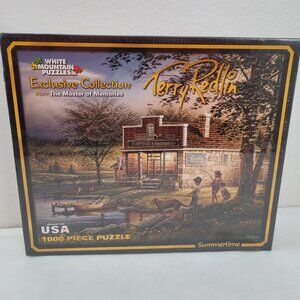 WHITE
MOUNTAIN
PUZZLES
Exclusive Collection
from The Master of Memories
Terry Redlin
USA
1000 PIECE PUZZLE
Summertime